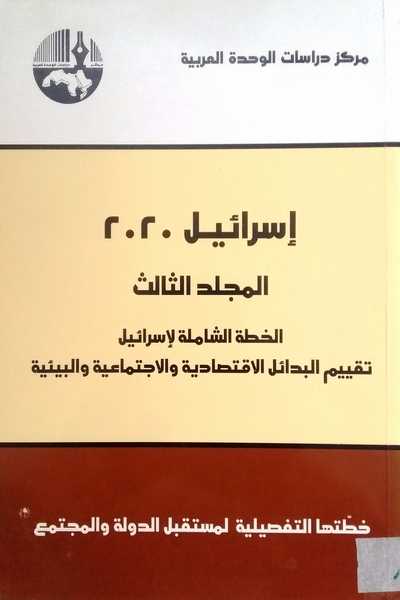 مركز دراسات الوحدة العربية
إسرائيل ٢٠٢٠
المجلد الثالث
الخطة الشاملة لإسرائيل
تقييم البدائل الاقتصادية والاجتماعية والبيئية
خطّتها التفصيلية لمستقبل الدولة والمجتمع